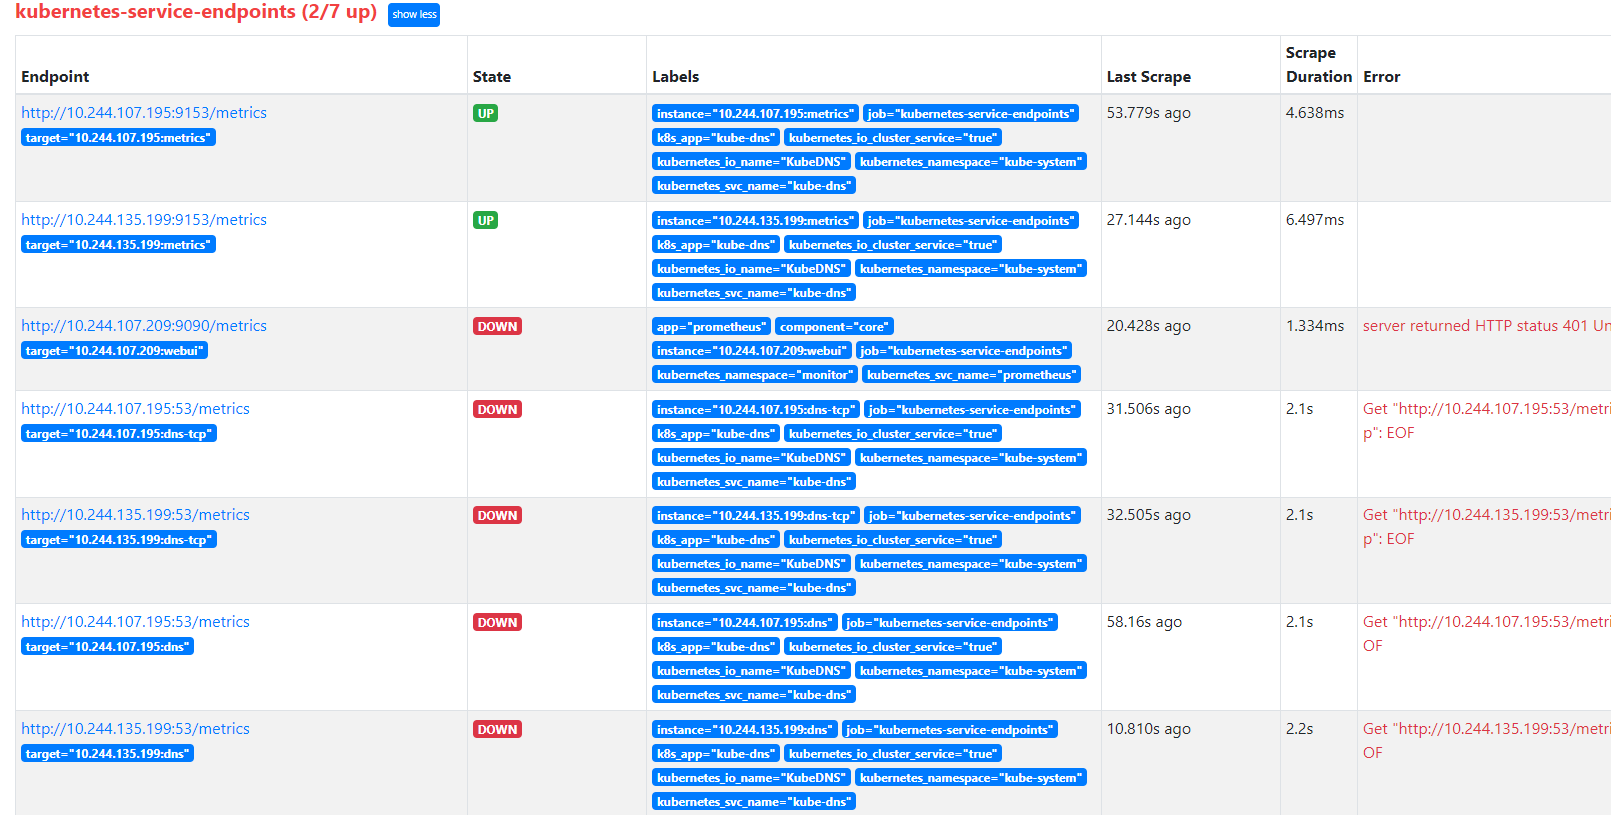 kubernetes-service-endpoints (2/7 up) show less
Endpoint State Labels Last Scrape Scrape Duration Error
http://10.244.107.195:9153/metrics UP instance="10.244.107.195:metrics" job="kubernetes-service-endpoints" 53.779s ago 4.638ms
target="10.244.107.195:metrics" k8s_app="kube-dns" kubernetes_io_cluster_service="true"
kubernetes_io_name="KubeDNS" kubernetes_namespace="kube-system"
kubernetes_svc_name="kube-dns"
http://10.244.135.199:9153/metrics UP instance="10.244.135.199:metrics" job="kubernetes-service-endpoints" 27.144s ago 6.497ms
target="10.244.135.199:metrics" k8s_app="kube-dns" kubernetes_io_cluster_service="true"
kubernetes_io_name="KubeDNS" kubernetes_namespace="kube-system"
kubernetes_svc_name="kube-dns"
http://10.244.107.209:9090/metrics DOWN app="prometheus" component="core" 20.428s ago 1.334ms server returned HTTP status 401 Un
target="10.244.107.209:webui" instance="10.244.107.209:webui" job="kubernetes-service-endpoints"
kubernetes_namespace="monitor" kubernetes_svc_name="prometheus"
http://10.244.107.195:53/metrics DOWN instance="10.244.107.195:dns-tcp" job="kubernetes-service-endpoints" 31.506s ago 2.1s Get "http://10.244.107.195:53/metri
target="10.244.107.195:dns-tcp" k8s_app="kube-dns" kubernetes_io_cluster_service="true" p": EOF
kubernetes_io_name="KubeDNS" kubernetes_namespace="kube-system"
kubernetes_svc_name="kube-dns"
http://10.244.135.199:53/metrics DOWN instance="10.244.135.199:dns-tcp" job="kubernetes-service-endpoints" 32.505s ago 2.1s Get "http://10.244.135.199:53/metri
target="10.244.135.199:dns-tcp" k8s_app="kube-dns" kubernetes_io_cluster_service="true" p": EOF
kubernetes_io_name="KubeDNS" kubernetes_namespace="kube-system"
kubernetes_svc_name="kube-dns"
http://10.244.107.195:53/metrics DOWN instance="10.244.107.195:dns" job="kubernetes-service-endpoints" 58.16s ago 2.1s Get "http://10.244.107.195:53/metri
target="10.244.107.195:dns" k8s_app="kube-dns" kubernetes_io_cluster_service="true" OF
kubernetes_io_name="KubeDNS" kubernetes_namespace="kube-system"
kubernetes_svc_name="kube-dns"
http://10.244.135.199:53/metrics DOWN instance="10.244.135.199:dns" job="kubernetes-service-endpoints" 10.810s ago 2.2s Get "http://10.244.135.199:53/metri
target="10.244.135.199:dns" k8s_app="kube-dns" kubernetes_io_cluster_service="true" OF
kubernetes_io_name="KubeDNS" kubernetes_namespace="kube-system"
kubernetes_svc_name="kube-dns"